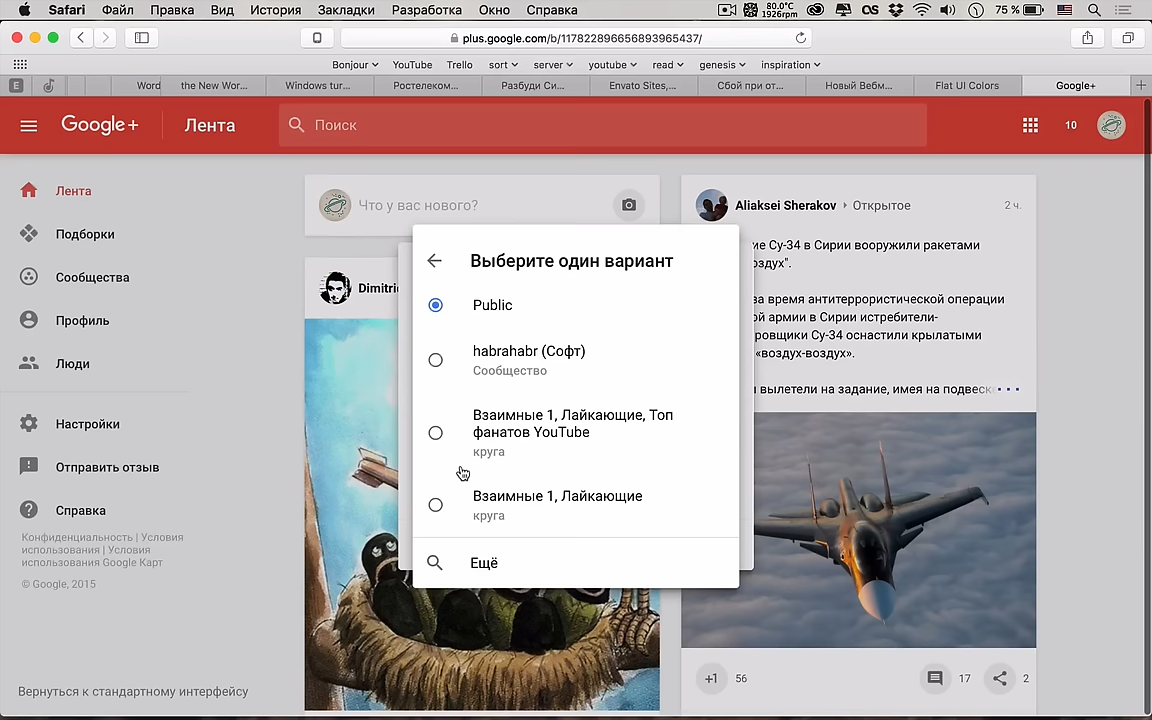 Safari Файл Правка Вид История Закладки Разработка Окно Справка
80.0°C
1926rpm
75 %
plus.google.com/b/117822896656893965437/
Bonjour YouTube Trello sort server youtube read genesis inspiration
E Word the New Wor... Windows tur... Ростелеком... Разбуди Си... Envato Sites,... Сбой при от... Новый Вебм... Flat UI Colors Google+
Google+ Лента Поиск 10
Лента
Подборки
Сообщества
Профиль
Люди
Настройки
Отправить отзыв
Справка
Конфиденциальность | Условия
использования | Условия
использования Google Карт
© Google, 2015
Вернуться к стандартному интерфейсу
Что у вас нового?
Dimitri
Выберите один вариант
Public
habrahabr (Софт)
Сообщество
Взаимные 1, Лайкающие, Топ
фанатов YouTube
круга
Взаимные 1, Лайкающие
круга
Ещё
Aliaksei Sherakov Открытое 2 ч.
ие Су-34 в Сирии вооружили ракетами
оздух".
за время антитеррористической операции
ой армии в Сирии истребители-
ровщики Су-34 оснастили крылатыми
«воздух-воздух».
вылетели на задание, имея на подвеск...
+1 56 17 2